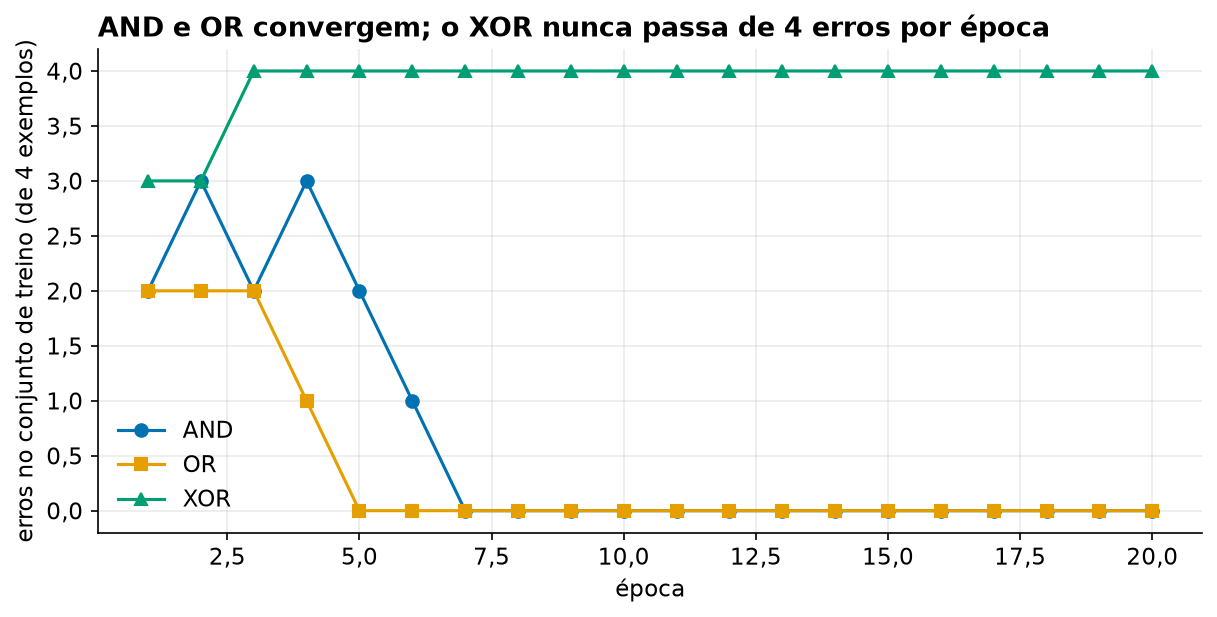 AND e OR convergem; o XOR nunca passa de 4 erros por época
erros no conjunto de treino (de 4 exemplos)
4,0
3,5
3,0
2,5
2,0
1,5
1,0
0,5
0,0
AND
OR
XOR
2,5 5,0 7,5 10,0 12,5 15,0 17,5 20,0
época